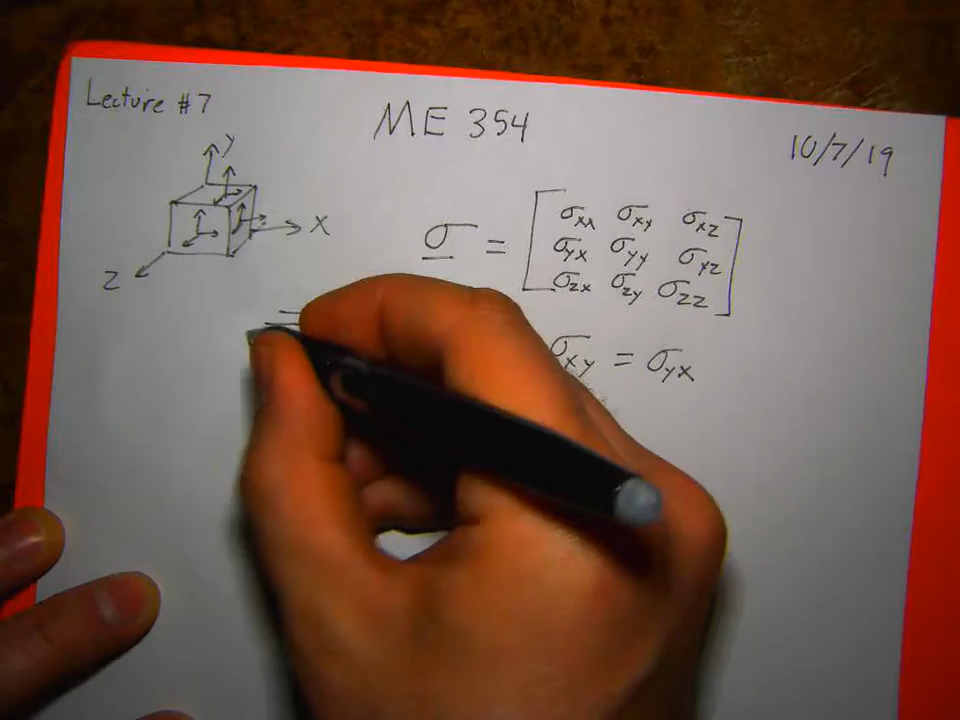 Lecture #7
ME 354
10/7/19
Y
X
Z
σ = [ σxx σxy σxz
σyx σyy σyz
σzx σzy σzz ]
σxy = σyx